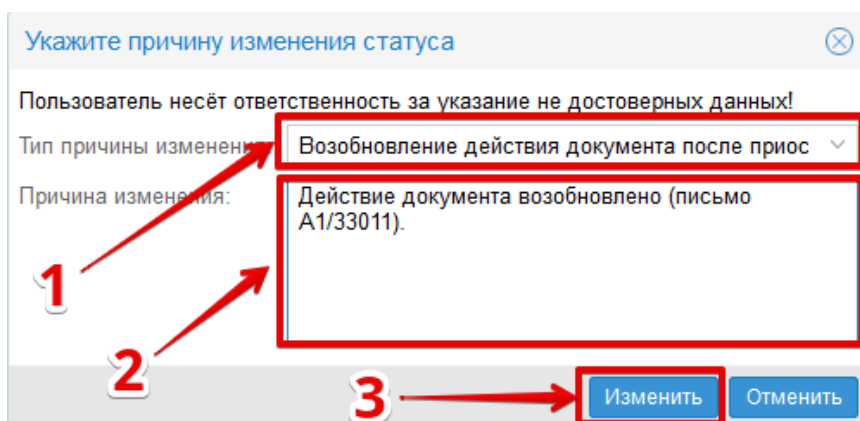 Укажите причину изменения статуса
Пользователь несёт ответственность за указание не достоверных данных!
Тип причины изменения: Возобновление действия документа после приос
Причина изменения: Действие документа возобновлено (письмо
А1/33011).
1
2
3
Изменить Отменить